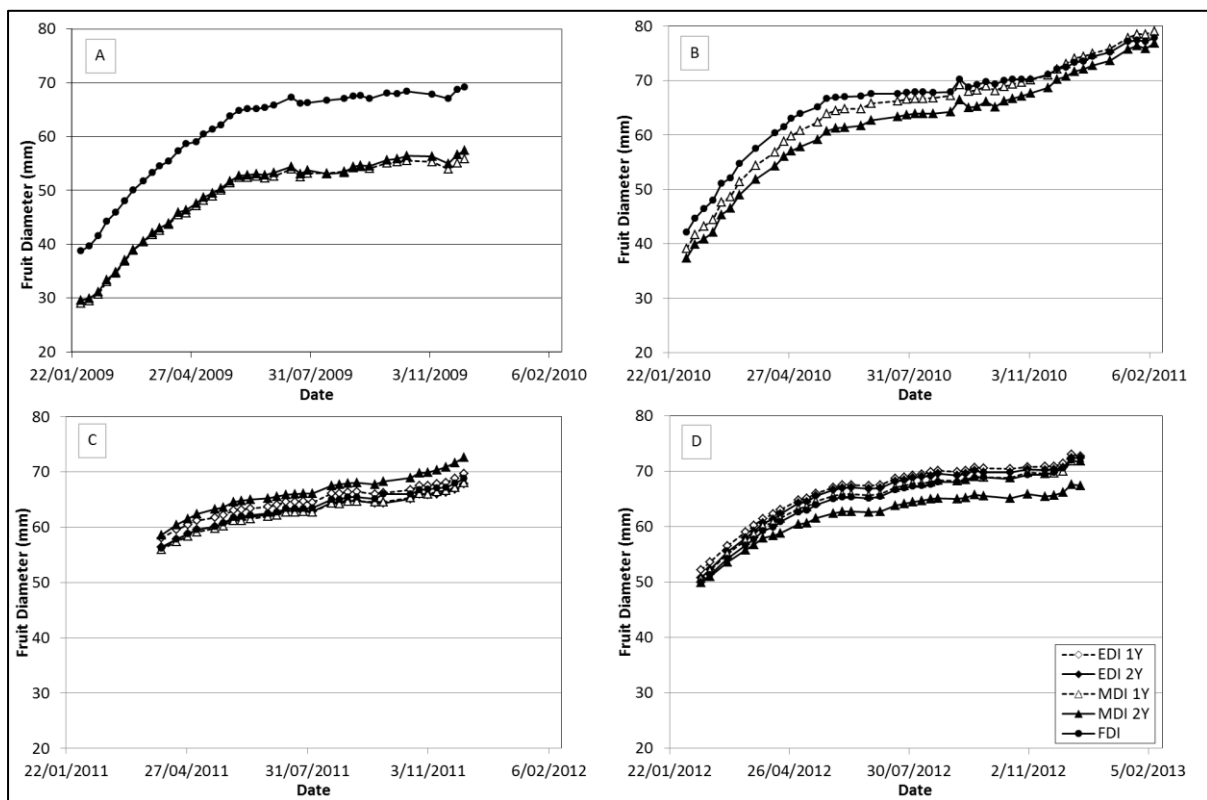 A
Fruit Diameter (mm)
80
70
60
50
40
30
20
22/01/2009 27/04/2009 31/07/2009 3/11/2009 6/02/2010
Date
B
Fruit Diameter (mm)
80
70
60
50
40
30
20
22/01/2010 27/04/2010 31/07/2010 3/11/2010 6/02/2011
Date
C
Fruit Diameter (mm)
80
70
60
50
40
30
20
22/01/2011 27/04/2011 31/07/2011 3/11/2011 6/02/2012
Date
D
Fruit Diameter (mm)
80
70
60
50
40
30
20
22/01/2012 26/04/2012 30/07/2012 2/11/2012 5/02/2013
Date
EDI 1Y
EDI 2Y
MDI 1Y
MDI 2Y
FDI